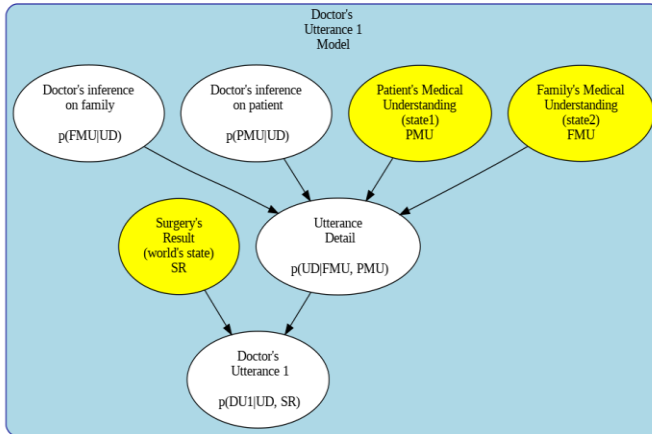 Doctor's
Utterance 1
Model
Doctor's inference
on family
p(FMU|UD)
Doctor's inference
on patient
p(PMU|UD)
Patient's Medical
Understanding
(state1)
PMU
Family's Medical
Understanding
(state2)
FMU
Surgery's
Result
(world's state)
SR
Utterance
Detail
p(UD|FMU, PMU)
Doctor's
Utterance 1
p(DU1|UD, SR)